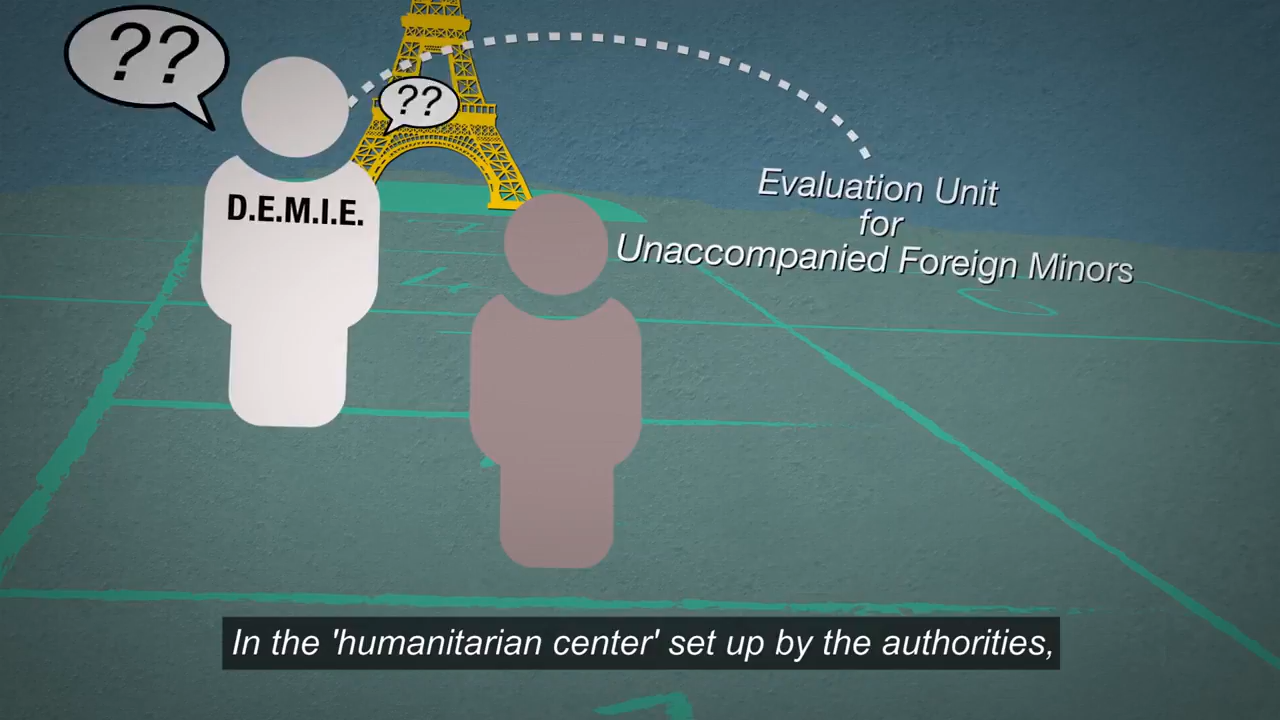 ??
??
D.E.M.I.E.
Evaluation Unit
for
Unaccompanied Foreign Minors
In the 'humanitarian center' set up by the authorities,